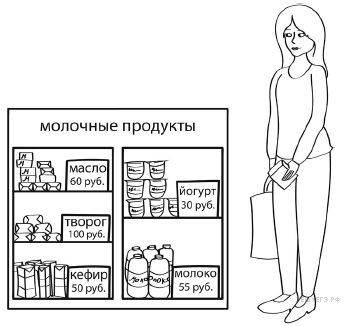 молочные продукты
масло
60 руб.
творог
100 руб.
кефир
50 руб.
йогурт
30 руб.
молоко
55 руб.